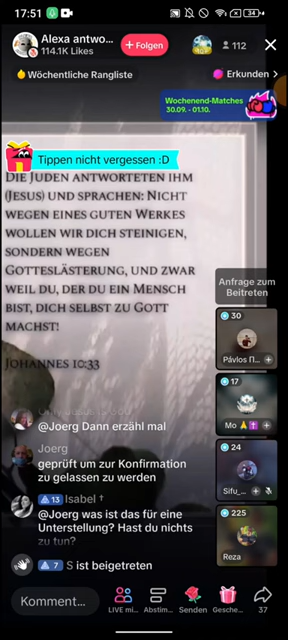 17:51
34
Alexa antwo...
114.1K Likes
+ Folgen
112
Wöchentliche Rangliste
Erkunden >
Wochenend-Matches
30.09. - 01.10.
Tippen nicht vergessen :D
Die Juden antworteten ihm
(Jesus) und sprachen: Nicht
wegen eines guten Werkes
wollen wir dich steinigen,
sondern wegen
Gotteslästerung, und zwar
weil du, der du ein Mensch
bist, dich selbst zu Gott
machst!
Johannes 10:33
Anfrage zum
Beitreten
30
Pávlos Π...
17
Mo
24
Sifu_...
225
Reza
@Joerg Dann erzähl mal
Joerg
geprüft um zur Konfirmation
zu gelassen zu werden
13 Isabel †
@Joerg was ist das für eine
Unterstellung? Hast du nichts
zu tun?
7 S ist beigetreten
Komment...
LIVE mi...
Abstim...
Senden
Gesche...
37